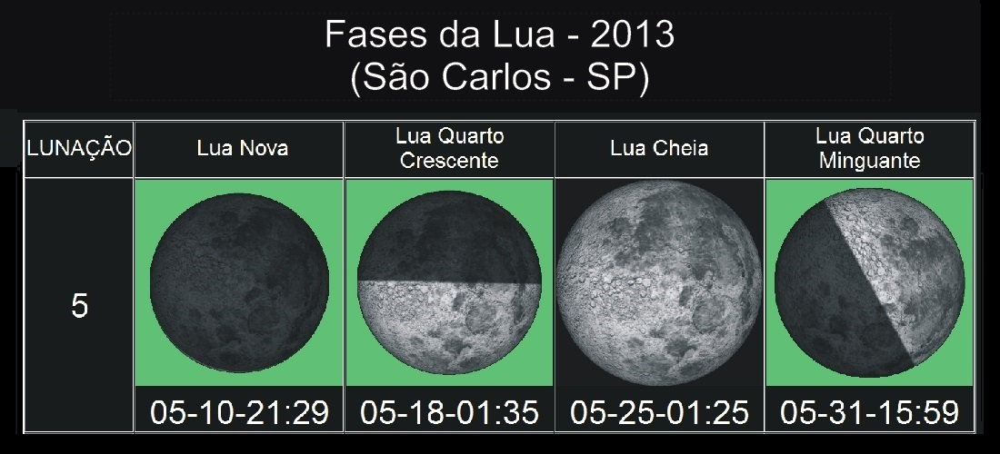 Fases da Lua - 2013
(São Carlos - SP)
LUNAÇÃO
Lua Nova
Lua Quarto
Crescente
Lua Cheia
Lua Quarto
Minguante
5
05-10-21:29
05-18-01:35
05-25-01:25
05-31-15:59